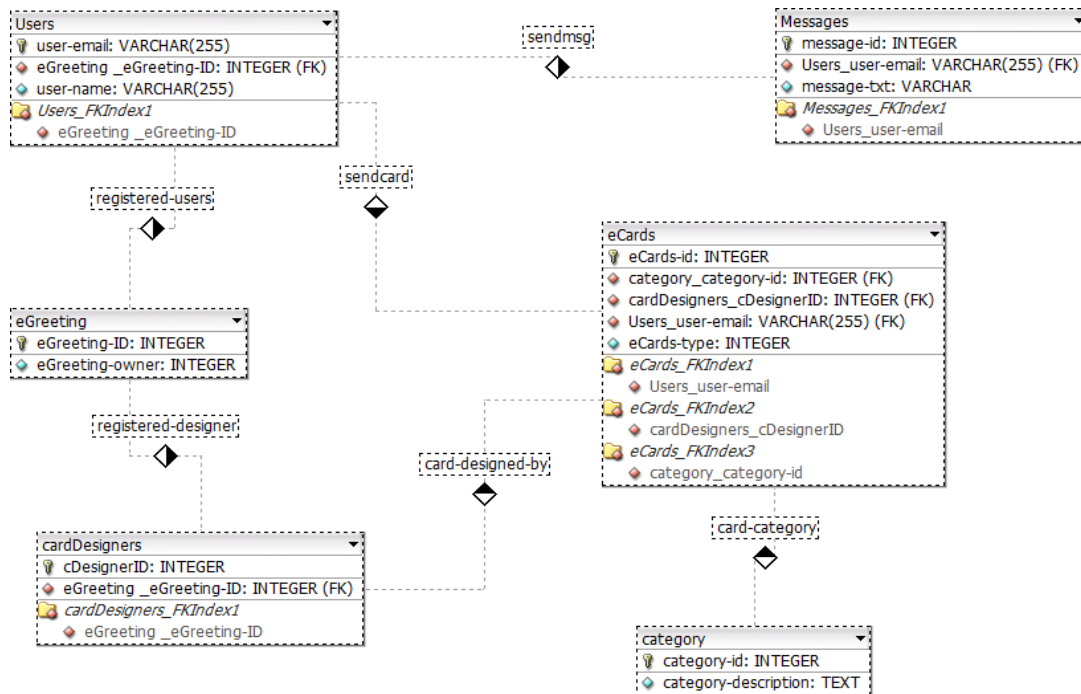 Users
user-email: VARCHAR(255)
eGreeting _eGreeting-ID: INTEGER (FK)
user-name: VARCHAR(255)
Users_FKIndex1
eGreeting _eGreeting-ID
sendmsg
Messages
message-id: INTEGER
Users_user-email: VARCHAR(255) (FK)
message-txt: VARCHAR
Messages_FKIndex1
Users_user-email
registered-users
sendcard
eCards
eCards-id: INTEGER
category_category-id: INTEGER (FK)
cardDesigners_cDesignerID: INTEGER (FK)
Users_user-email: VARCHAR(255) (FK)
eCards-type: INTEGER
eCards_FKIndex1
Users_user-email
eCards_FKIndex2
cardDesigners_cDesignerID
eCards_FKIndex3
category_category-id
eGreeting
eGreeting-ID: INTEGER
eGreeting-owner: INTEGER
registered-designer
card-designed-by
card-category
cardDesigners
cDesignerID: INTEGER
eGreeting _eGreeting-ID: INTEGER (FK)
cardDesigners_FKIndex1
eGreeting _eGreeting-ID
category
category-id: INTEGER
category-description: TEXT